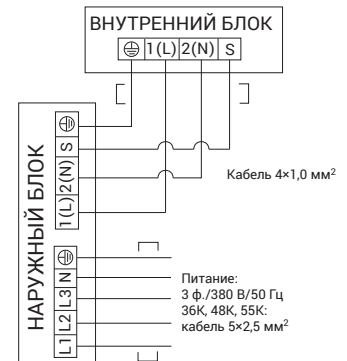 ВНУТРЕННИЙ БЛОК
1(L) 2(N) S
НАРУЖНЫЙ БЛОК
S
2(N)
1(L)
Кабель 4×1,0 мм²
N
L3
L2
L1
Питание:
3 ф./380 В/50 Гц
36K, 48K, 55K:
кабель 5×2,5 мм²